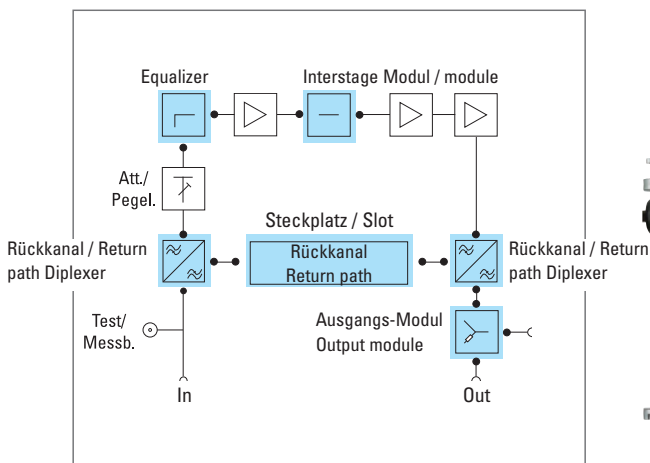 Equalizer
Interstage Modul / module
Att./
Pegel.
Steckplatz / Slot
Rückkanal / Return
path Diplexer
Rückkanal
Return path
Rückkanal / Return
path Diplexer
Test/
Messb.
Ausgangs-Modul
Output module
In
Out